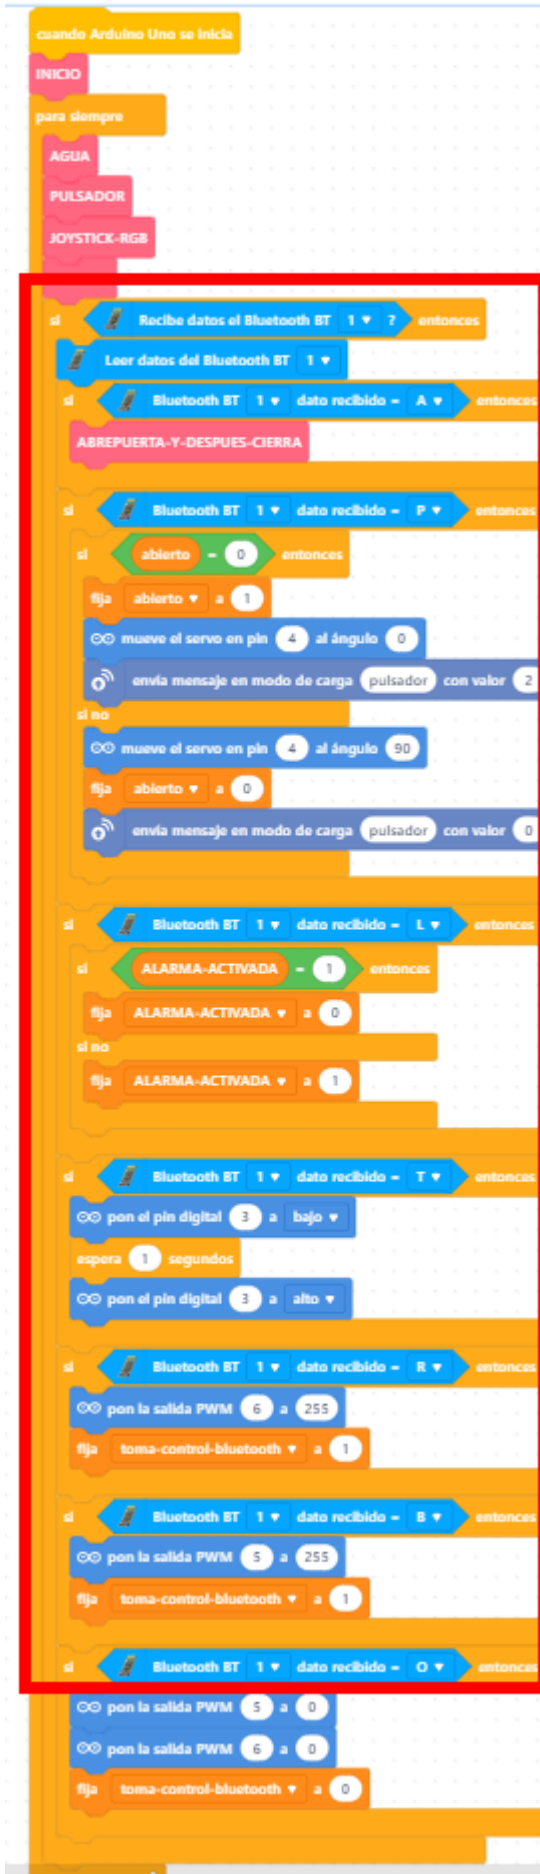 cuando Arduino Uno se inicia
INICIO
para siempre
AGUA
PULSADOR
JOYSTICK-RGB
si Recibe datos el Bluetooth BT 1 ? entonces
Leer datos del Bluetooth BT 1
si Bluetooth BT 1 dato recibido = A entonces
ABREPUERTA-Y-DESPUES-CIERRA
si Bluetooth BT 1 dato recibido = P entonces
si abierto = 0 entonces
fija abierto a 1
mueve el servo en pin 4 al ángulo 0
envía mensaje en modo de carga pulsador con valor 2
si no
mueve el servo en pin 4 al ángulo 90
fija abierto a 0
envía mensaje en modo de carga pulsador con valor 0
si Bluetooth BT 1 dato recibido = L entonces
si ALARMA-ACTIVADA = 1 entonces
fija ALARMA-ACTIVADA a 0
si no
fija ALARMA-ACTIVADA a 1
si Bluetooth BT 1 dato recibido = T entonces
pon el pin digital 3 a bajo
espera 1 segundos
pon el pin digital 3 a alto
si Bluetooth BT 1 dato recibido = R entonces
pon la salida PWM 6 a 255
fija toma-control-bluetooth a 1
si Bluetooth BT 1 dato recibido = B entonces
pon la salida PWM 5 a 255
fija toma-control-bluetooth a 1
si Bluetooth BT 1 dato recibido = O entonces
pon la salida PWM 5 a 0
pon la salida PWM 6 a 0
fija toma-control-bluetooth a 0